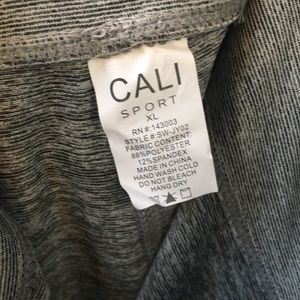 CALI
SPORT
XL
RN #: 143003
STYLE #:SW-JY02
FABRIC CONTENT:
88%POLYESTER
12%SPANDEX
MADE IN CHINA
HAND WASH COLD
DO NOT BLEACH
HANG DRY